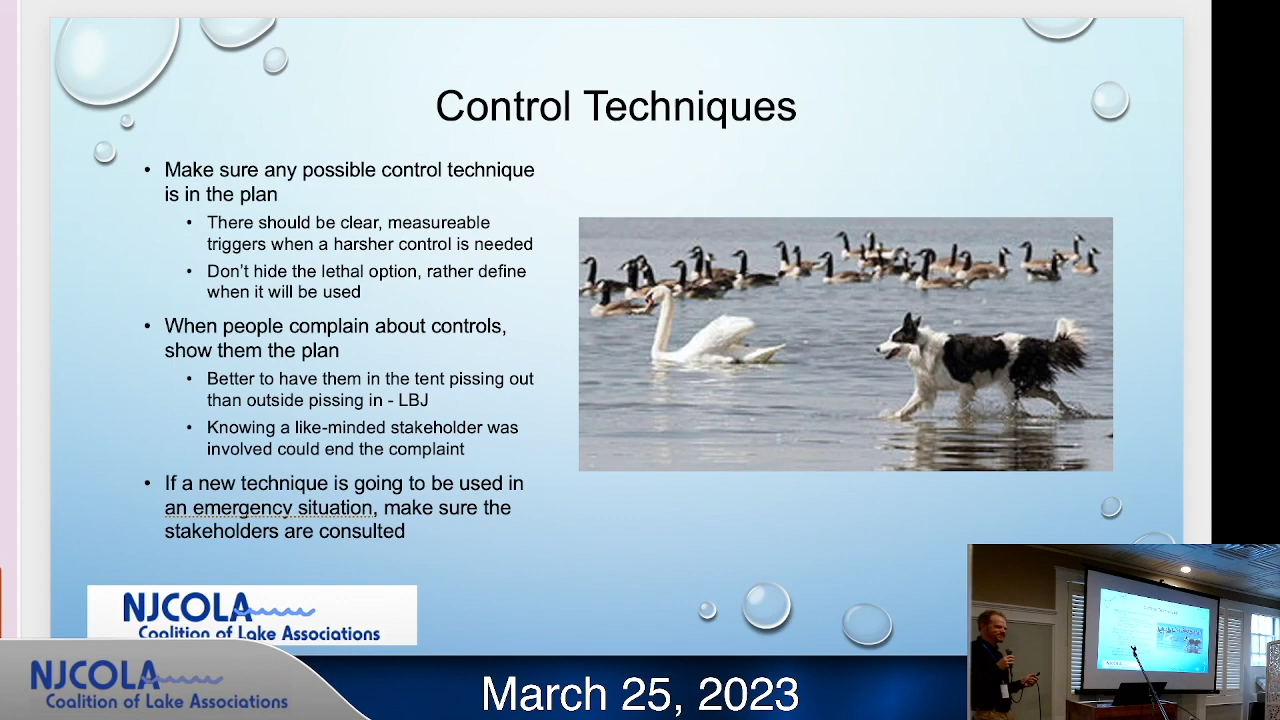 Control Techniques
• Make sure any possible control technique
is in the plan
• There should be clear, measureable
triggers when a harsher control is needed
• Don't hide the lethal option, rather define
when it will be used
• When people complain about controls,
show them the plan
• Better to have them in the tent pissing out
than outside pissing in - LBJ
• Knowing a like-minded stakeholder was
involved could end the complaint
• If a new technique is going to be used in
an emergency situation, make sure the
stakeholders are consulted
NJCOLA
Coalition of Lake Associations
NJCOLA
Coalition of Lake Associations
March 25, 2023
Control Techniques